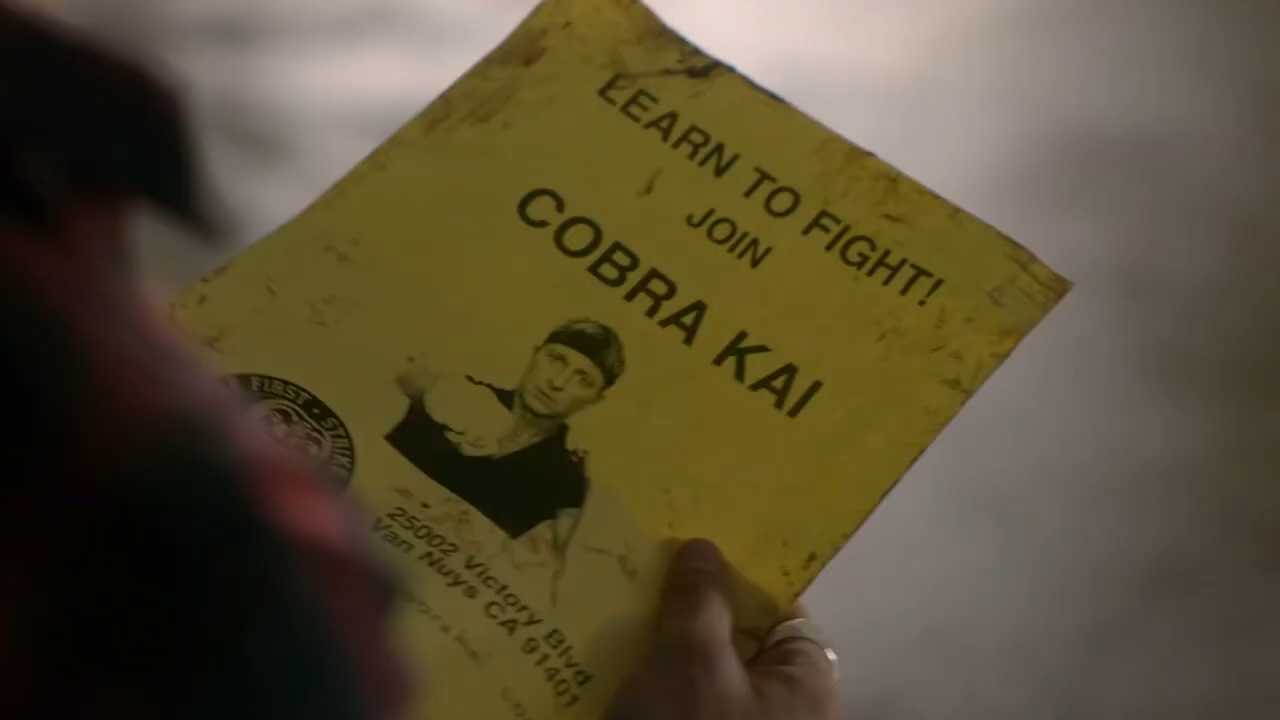 LEARN TO FIGHT!
JOIN
COBRA KAI
FIRST · STRIKE
25002 Victory Blvd
Van Nuys CA 91401